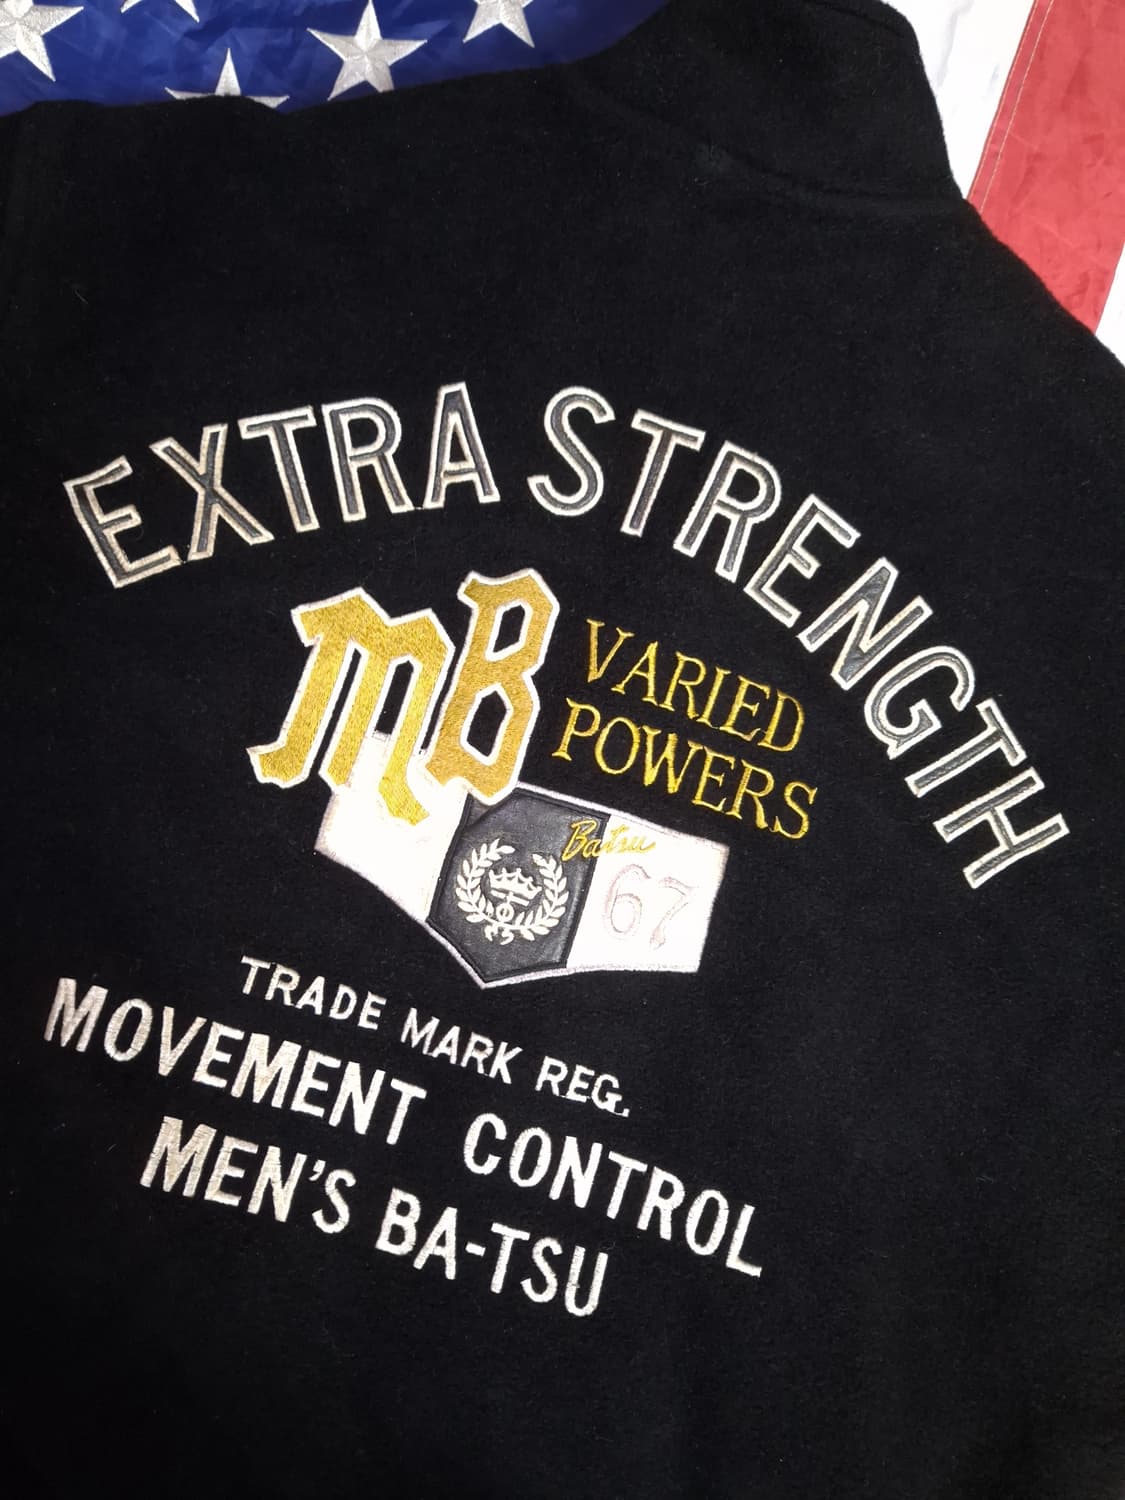 EXTRA STRENGTH
MB
VARIED
POWERS
Batsu
67
TRADE MARK REG.
MOVEMENT CONTROL
MEN'S BA-TSU